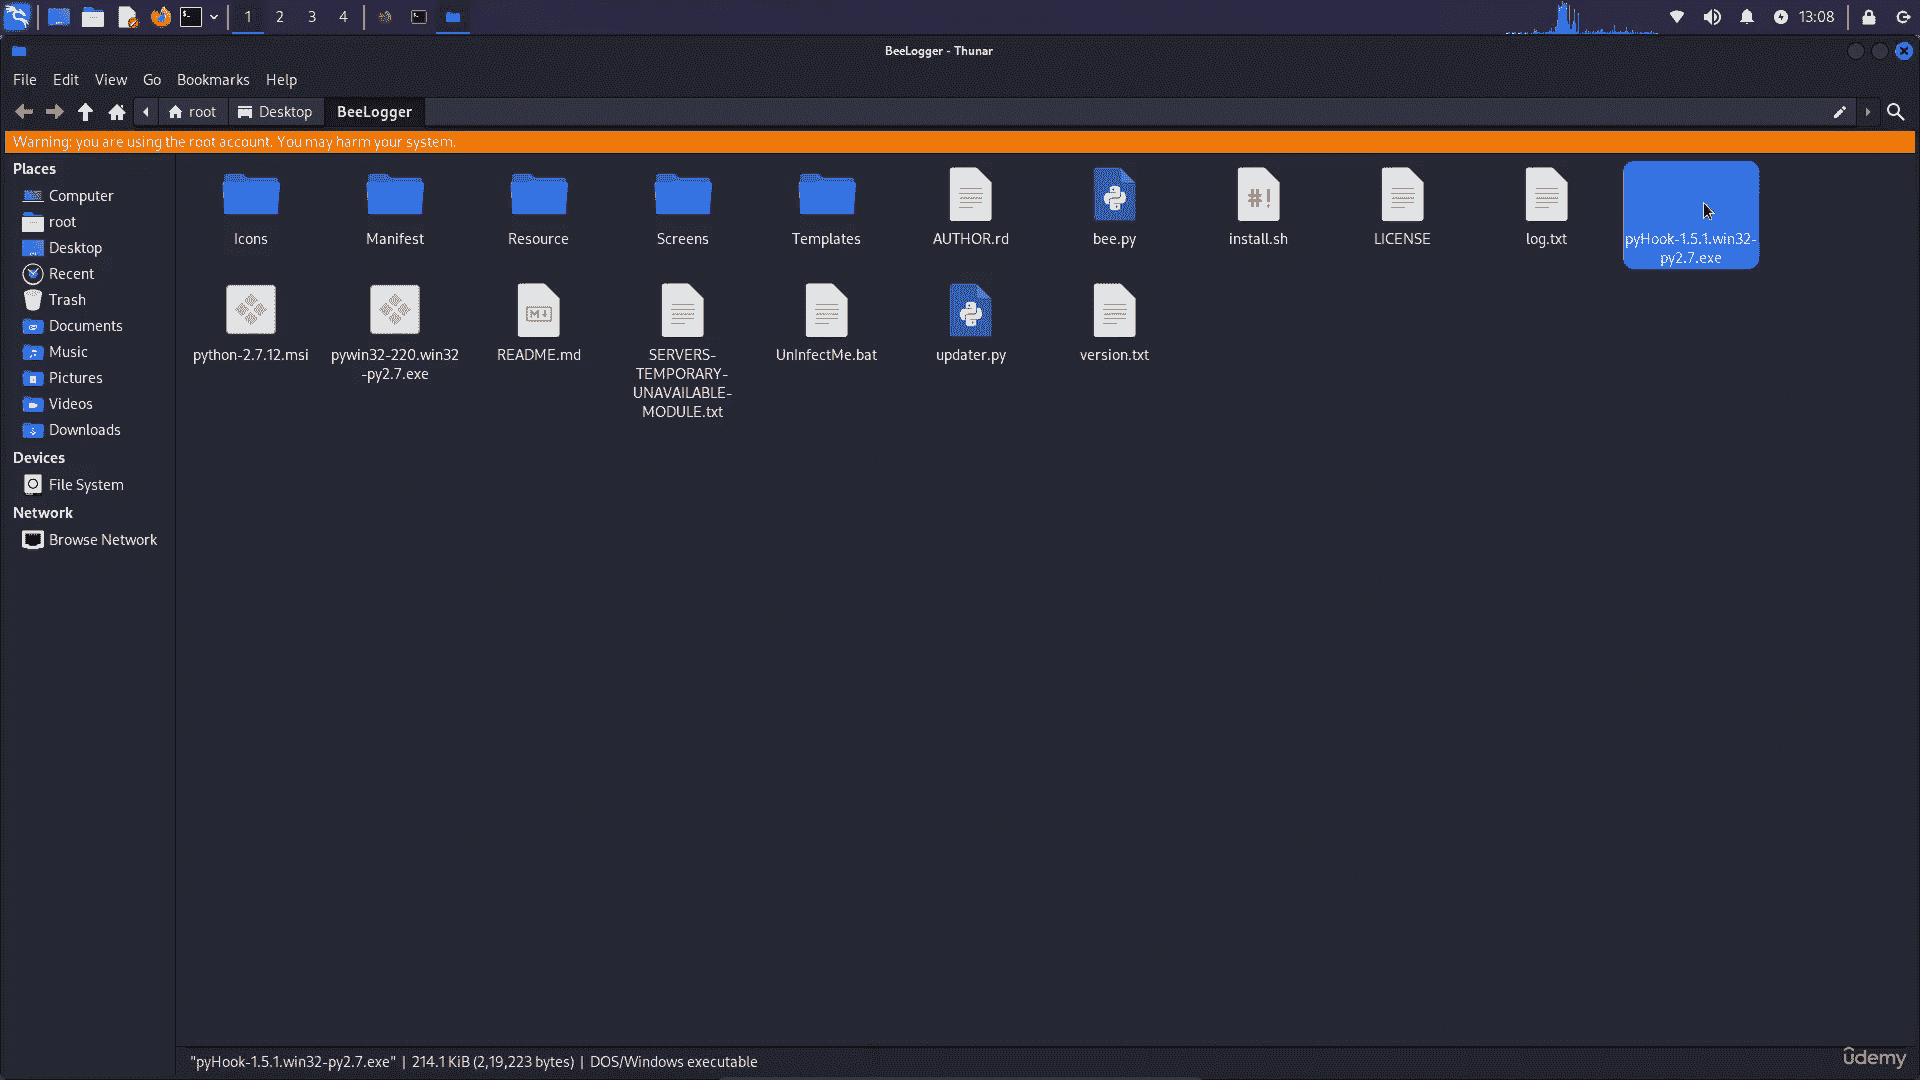 1 2 3 4
13:08
BeeLogger - Thunar
File Edit View Go Bookmarks Help
root Desktop BeeLogger
Warning: you are using the root account. You may harm your system.
Places
Computer
root
Desktop
Recent
Trash
Documents
Music
Pictures
Videos
Downloads
Devices
File System
Network
Browse Network
Icons
Manifest
Resource
Screens
Templates
AUTHOR.rd
bee.py
#!
install.sh
LICENSE
log.txt
pyHook-1.5.1.win32-
py2.7.exe
python-2.7.12.msi
pywin32-220.win32
-py2.7.exe
M
README.md
SERVERS-
TEMPORARY-
UNAVAILABLE-
MODULE.txt
UnInfectMe.bat
updater.py
version.txt
"pyHook-1.5.1.win32-py2.7.exe" | 214.1 KiB (2,19,223 bytes) | DOS/Windows executable
ûdemy